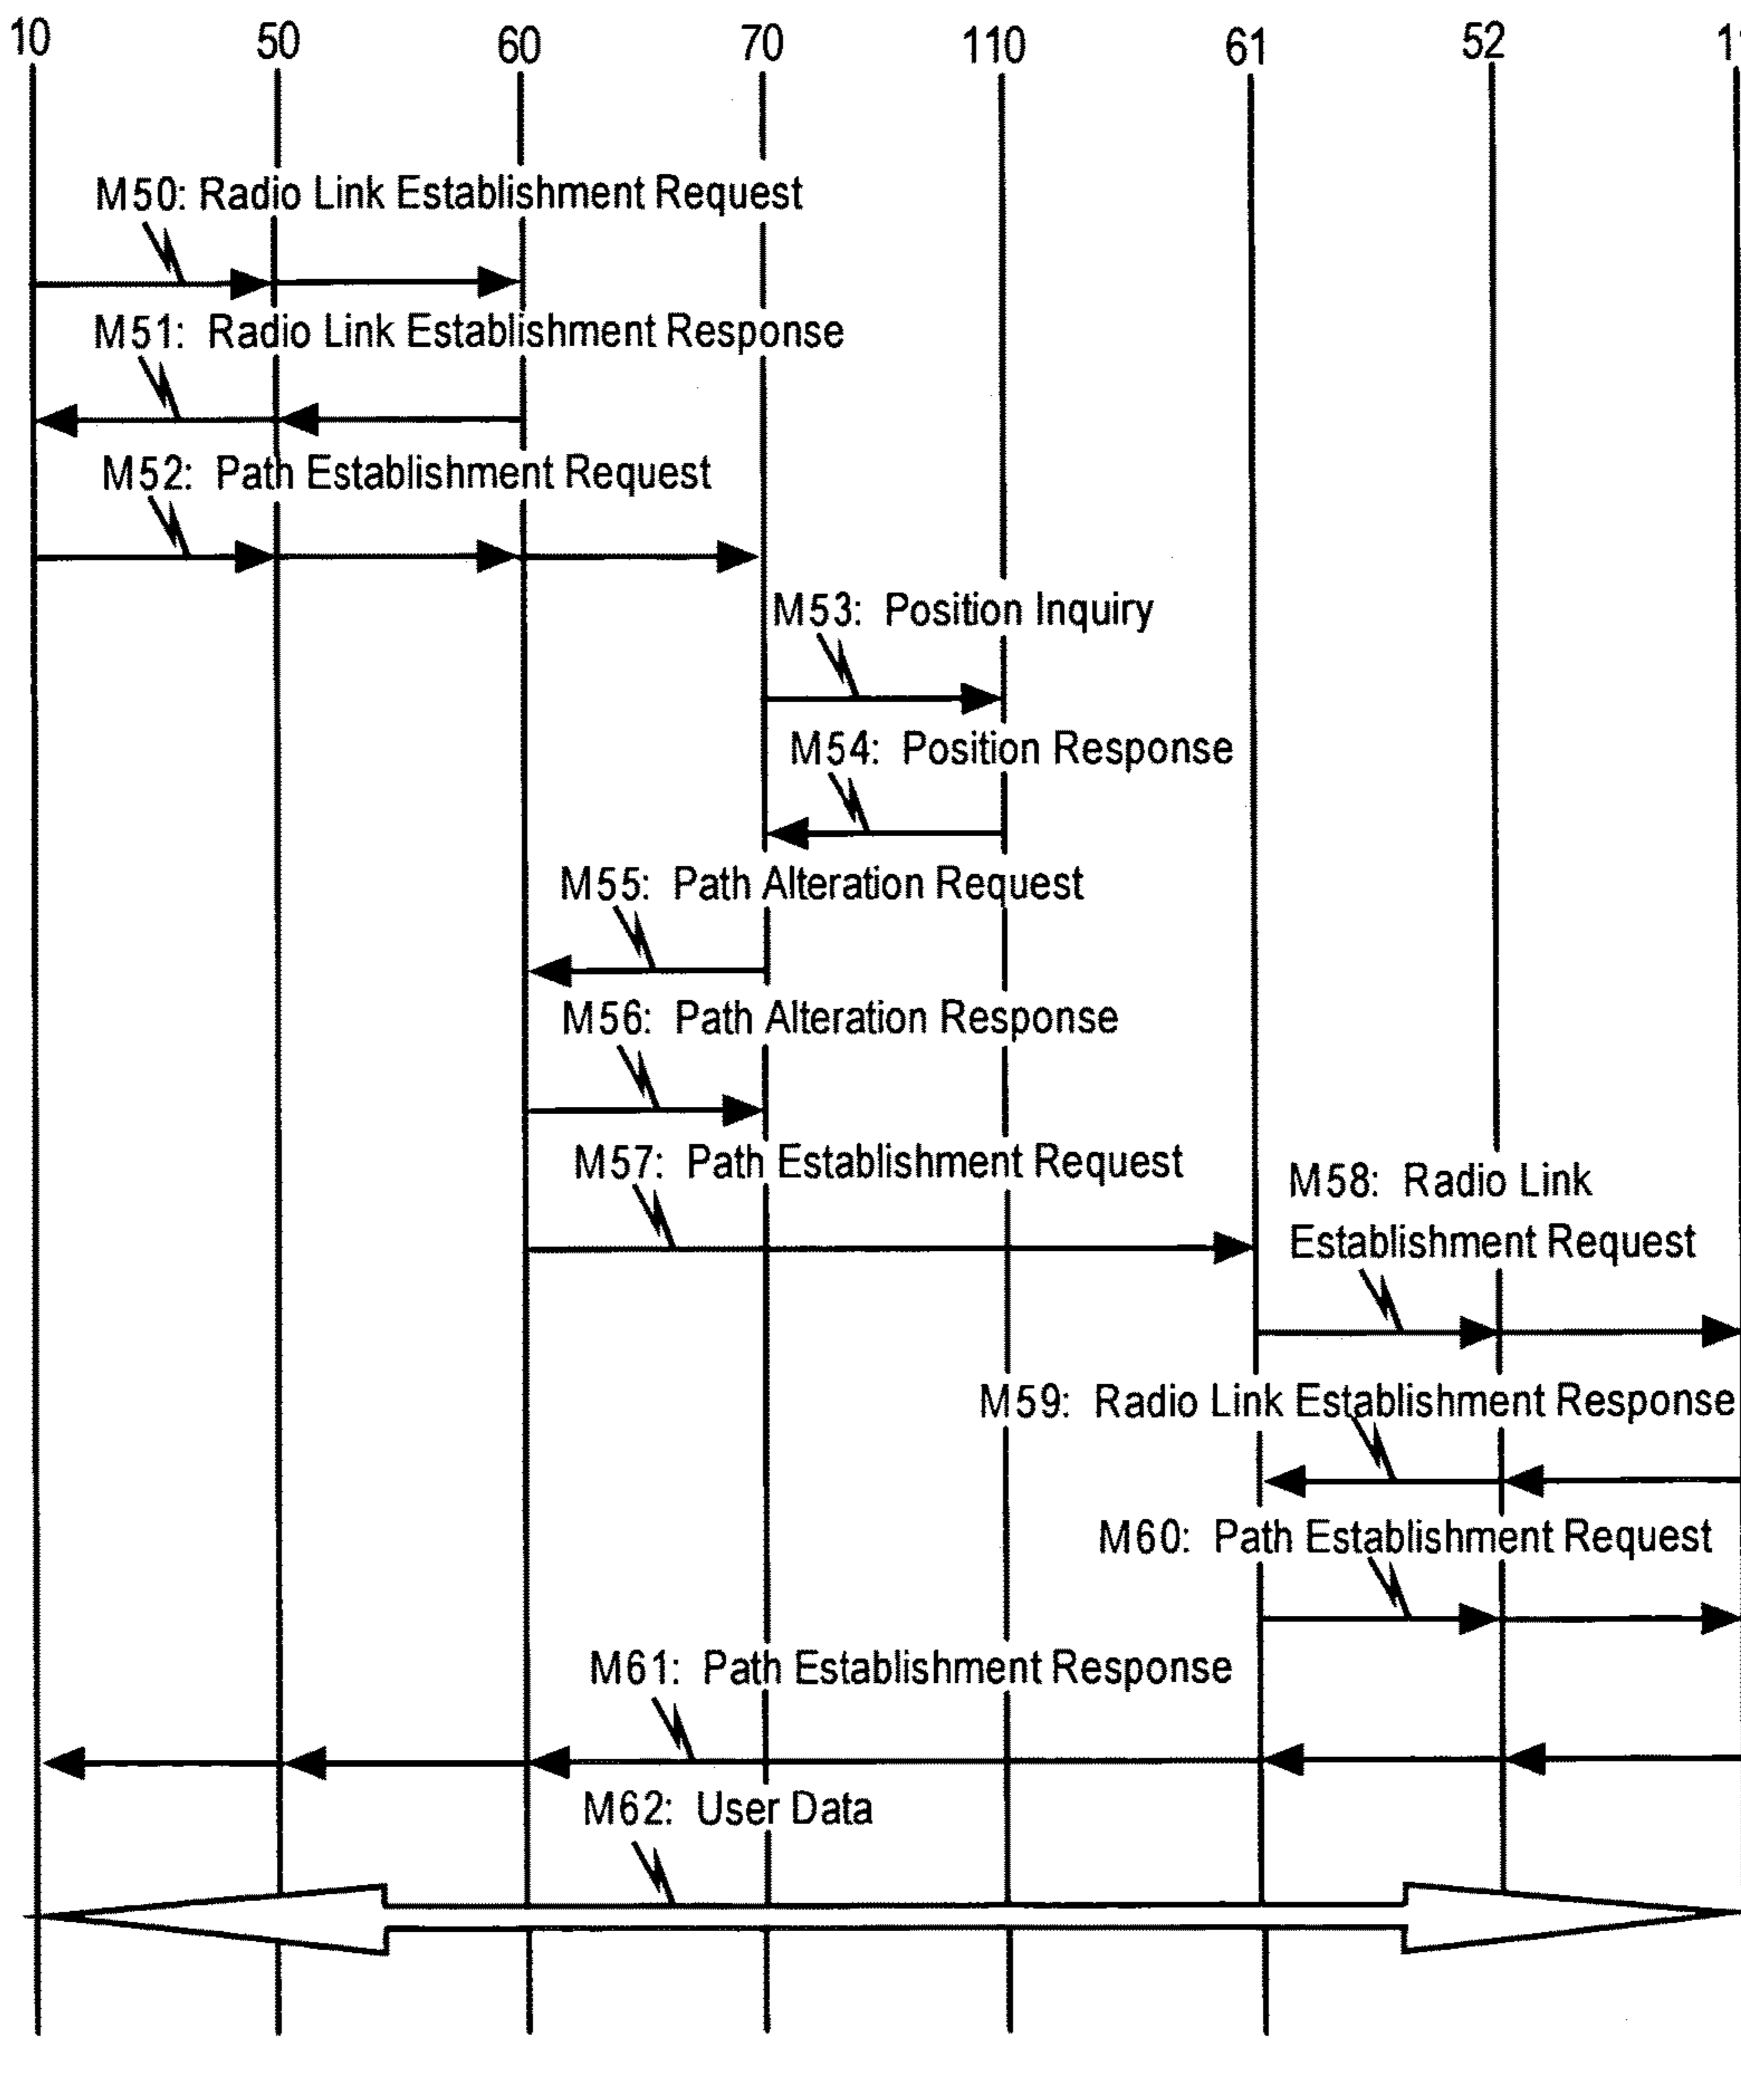 10 50 60 70 110 61 52
M50: Radio Link Establishment Request
M51: Radio Link Establishment Response
M52: Path Establishment Request
M53: Position Inquiry
M54: Position Response
M55: Path Alteration Request
M56: Path Alteration Response
M57: Path Establishment Request
M58: Radio Link
Establishment Request
M59: Radio Link Establishment Response
M60: Path Establishment Request
M61: Path Establishment Response
M62: User Data